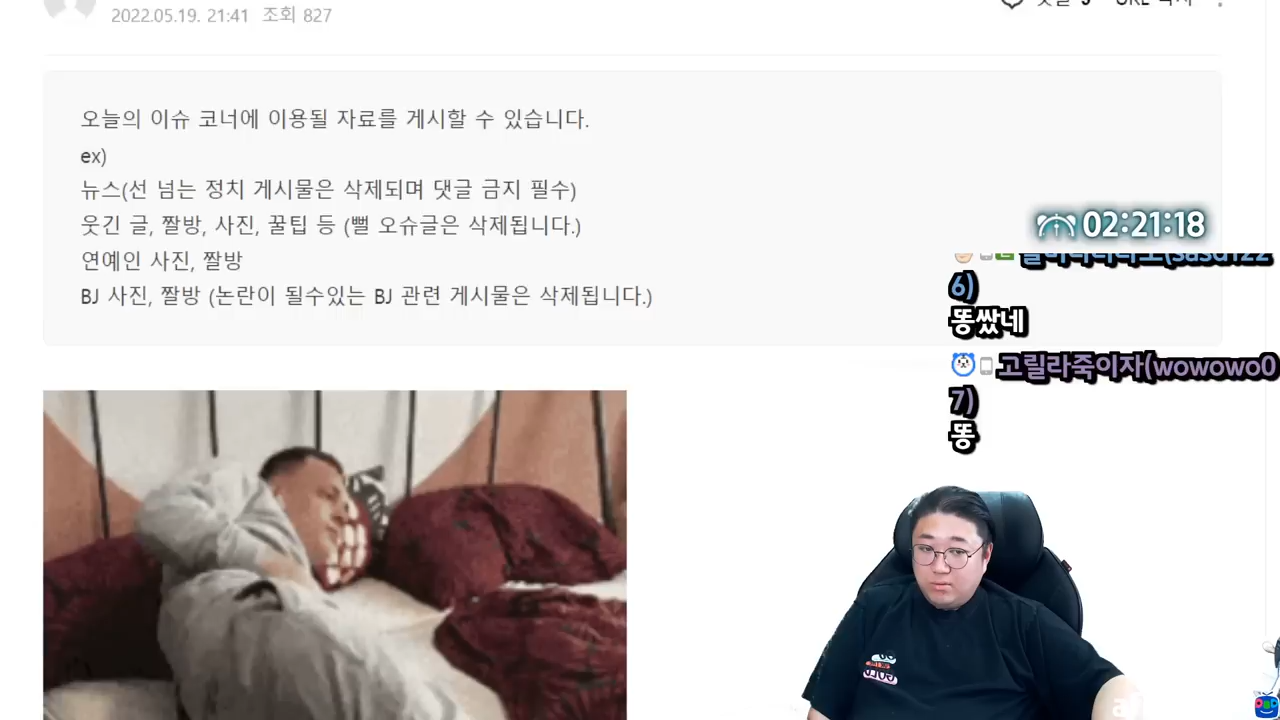 2022.05.19. 21:41 조회 827
오늘의 이슈 코너에 이용될 자료를 게시할 수 있습니다.
ex)
뉴스(선 넘는 정치 게시물은 삭제되며 댓글 금지 필수)
웃긴 글, 짤방, 사진, 꿀팁 등 (뻘 오슈글은 삭제됩니다.)
연예인 사진, 짤방
BJ 사진, 짤방 (논란이 될수있는 BJ 관련 게시물은 삭제됩니다.)
02:21:18
6)
똥쌌네
고릴라죽이자(wowowo0
7)
똥